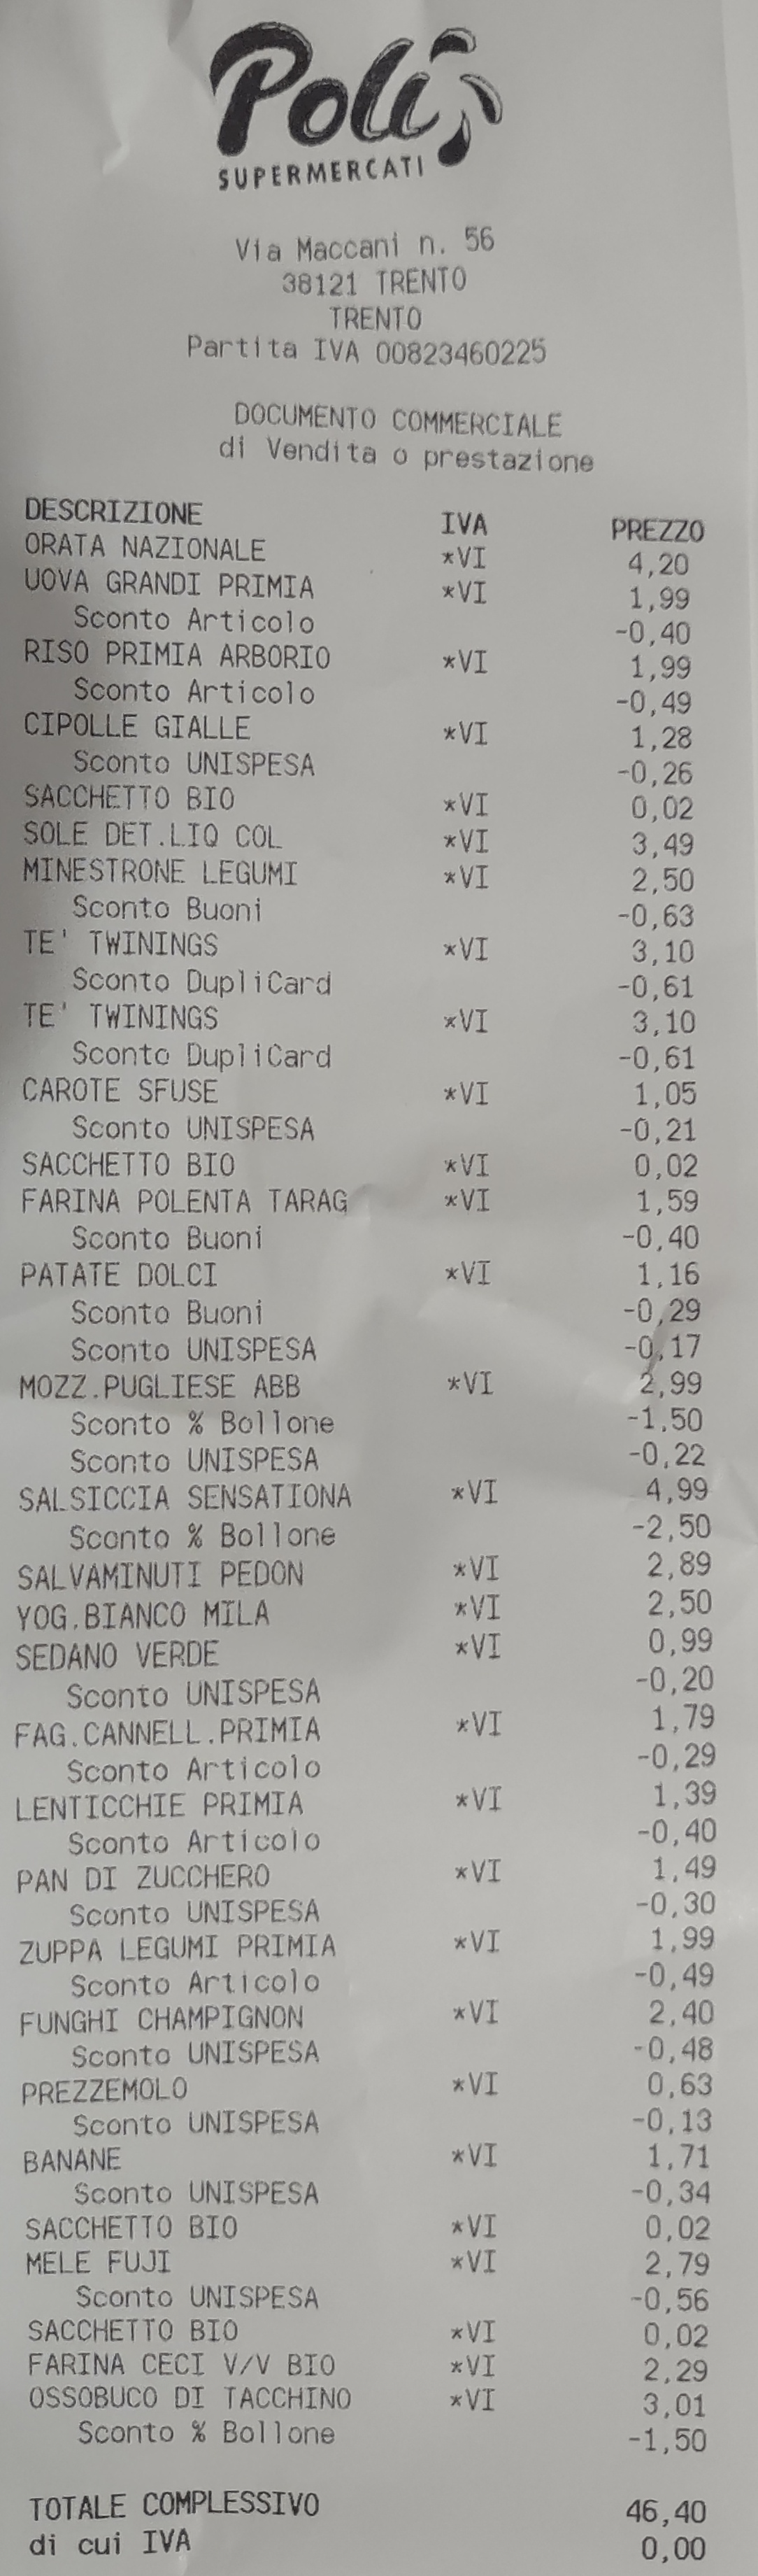 Poli
SUPERMERCATI
Via Maccani n. 56
38121 TRENTO
TRENTO
Partita IVA 00823460225
DOCUMENTO COMMERCIALE
di Vendita o prestazione
DESCRIZIONE IVA PREZZO
ORATA NAZIONALE *VI 4,20
UOVA GRANDI PRIMIA *VI 1,99
Sconto Articolo -0,40
RISO PRIMIA ARBORIO *VI 1,99
Sconto Articolo -0,49
CIPOLLE GIALLE *VI 1,28
Sconto UNISPESA -0,26
SACCHETTO BIO *VI 0,02
SOLE DET.LIQ COL *VI 3,49
MINESTRONE LEGUMI *VI 2,50
Sconto Buoni -0,63
TE' TWININGS *VI 3,10
Sconto DupliCard -0,61
TE' TWININGS *VI 3,10
Sconto DupliCard -0,61
CAROTE SFUSE *VI 1,05
Sconto UNISPESA -0,21
SACCHETTO BIO *VI 0,02
FARINA POLENTA TARAG *VI 1,59
Sconto Buoni -0,40
PATATE DOLCI *VI 1,16
Sconto Buoni -0,29
Sconto UNISPESA -0,17
MOZZ.PUGLIESE ABB *VI 2,99
Sconto % Bollone -1,50
Sconto UNISPESA -0,22
SALSICCIA SENSATIONA *VI 4,99
Sconto % Bollone -2,50
SALVAMINUTI PEDON *VI 2,89
YOG.BIANCO MILA *VI 2,50
SEDANO VERDE *VI 0,99
Sconto UNISPESA -0,20
FAG.CANNELL.PRIMIA *VI 1,79
Sconto Articolo -0,29
LENTICCHIE PRIMIA *VI 1,39
Sconto Articolo -0,40
PAN DI ZUCCHERO *VI 1,49
Sconto UNISPESA -0,30
ZUPPA LEGUMI PRIMIA *VI 1,99
Sconto Articolo -0,49
FUNGHI CHAMPIGNON *VI 2,40
Sconto UNISPESA -0,48
PREZZEMOLO *VI 0,63
Sconto UNISPESA -0,13
BANANE *VI 1,71
Sconto UNISPESA -0,34
SACCHETTO BIO *VI 0,02
MELE FUJI *VI 2,79
Sconto UNISPESA -0,56
SACCHETTO BIO *VI 0,02
FARINA CECI V/V BIO *VI 2,29
OSSOBUCO DI TACCHINO *VI 3,01
Sconto % Bollone -1,50
TOTALE COMPLESSIVO 46,40
di cui IVA 0,00